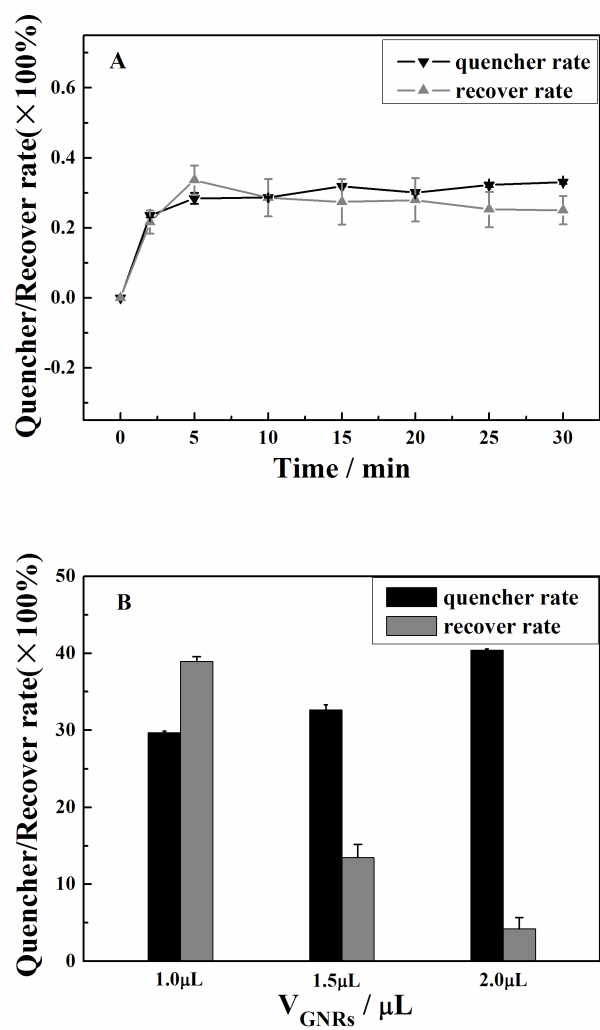 A
quencher rate
recover rate
Quencher/Recover rate(×100%)
0.6
0.4
0.2
0.0
-0.2
0 5 10 15 20 25 30
Time / min
B
quencher rate
recover rate
Quencher/Recover rate(×100%)
50
40
30
20
10
0
1.0μL 1.5μL 2.0μL
V_GNRs / μL